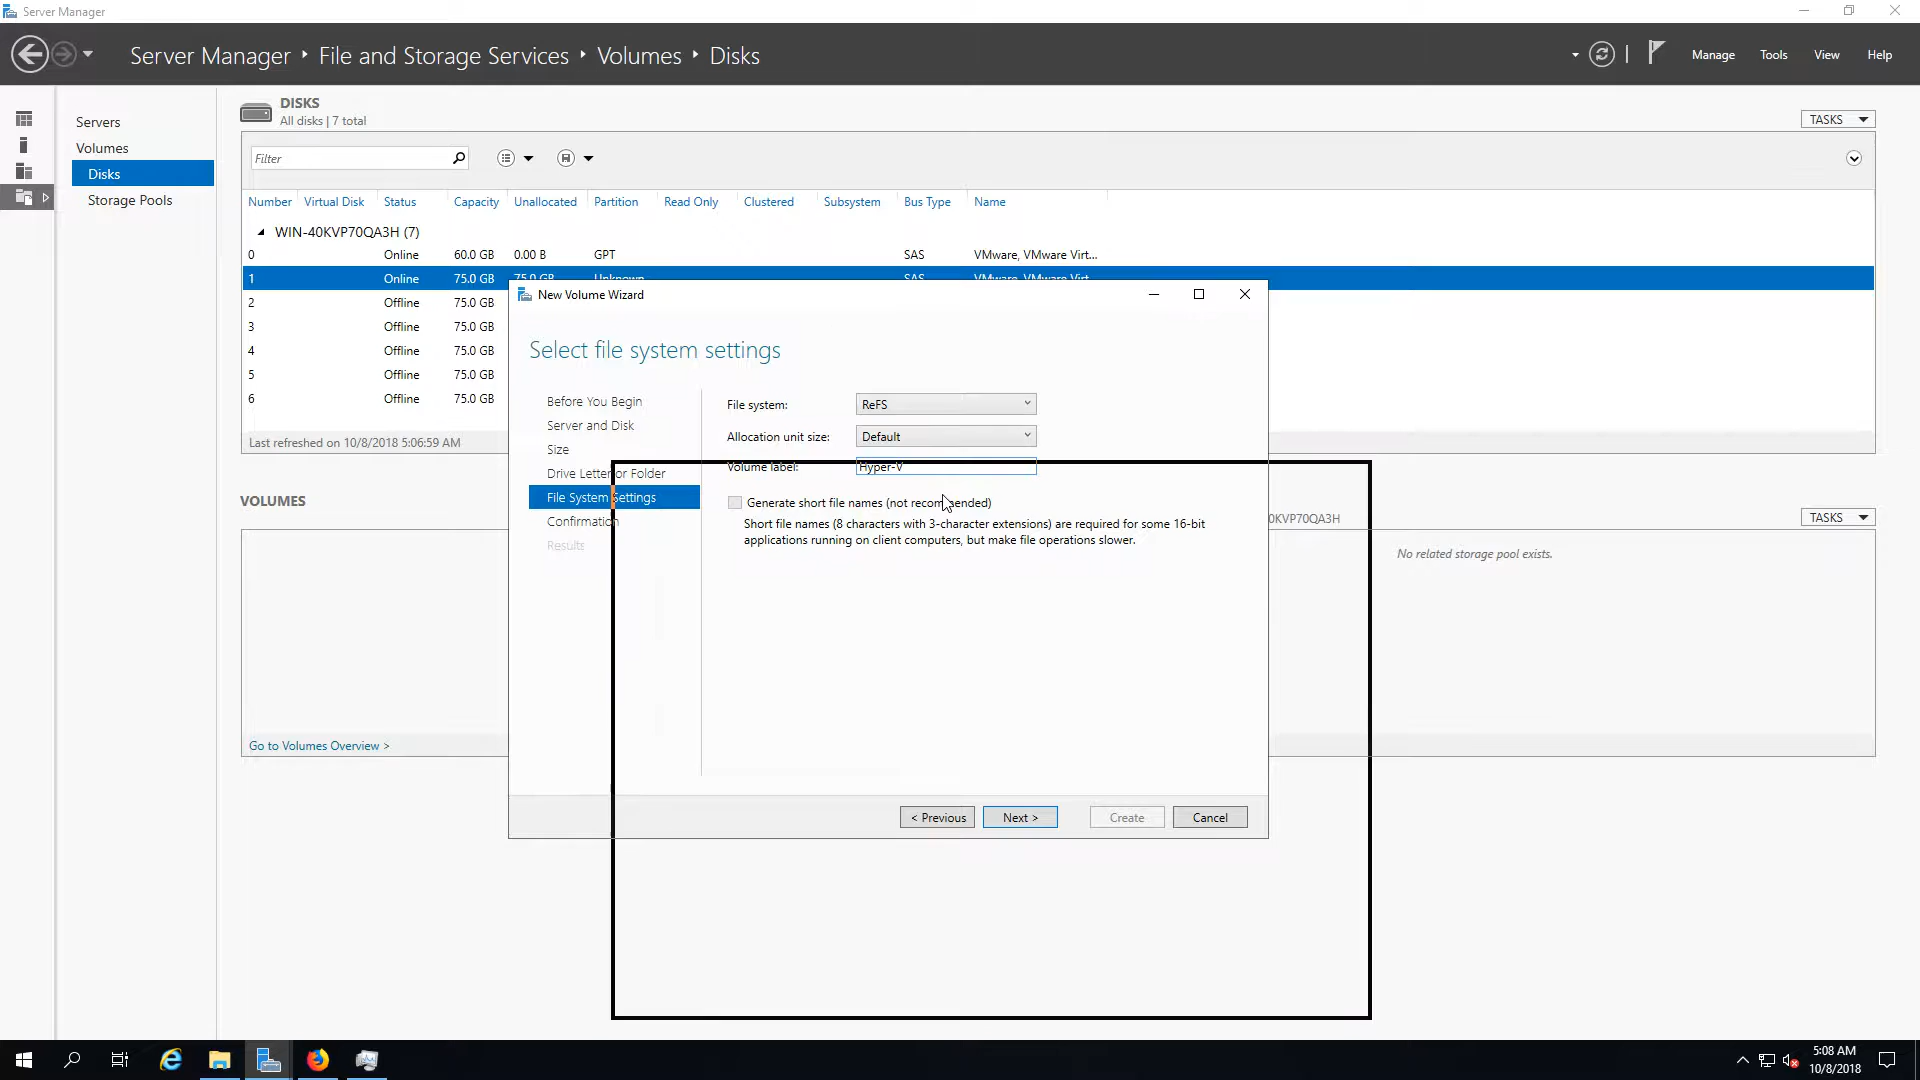 Server Manager
Server Manager ‣ File and Storage Services ‣ Volumes ‣ Disks
Manage Tools View Help
Servers
Volumes
Disks
Storage Pools
DISKS
All disks | 7 total
TASKS
Filter
Number Virtual Disk Status Capacity Unallocated Partition Read Only Clustered Subsystem Bus Type Name
WIN-40KVP70QA3H (7)
0 Online 60.0 GB 0.00 B GPT SAS VMware, VMware Virt...
1 Online 75.0 GB 75.0 GB Unknown SAS VMware, VMware Virt...
2 Offline 75.0 GB
3 Offline 75.0 GB
4 Offline 75.0 GB
5 Offline 75.0 GB
6 Offline 75.0 GB
Last refreshed on 10/8/2018 5:06:59 AM
New Volume Wizard
Select file system settings
Before You Begin
Server and Disk
Size
Drive Letter or Folder
File System Settings
Confirmation
Results
File system: ReFS
Allocation unit size: Default
Volume label: Hyper-V
Generate short file names (not recommended)
Short file names (8 characters with 3-character extensions) are required for some 16-bit
applications running on client computers, but make file operations slower.
< Previous Next > Create Cancel
VOLUMES
0KVP70QA3H
TASKS
No related storage pool exists.
Go to Volumes Overview >
5:08 AM
10/8/2018